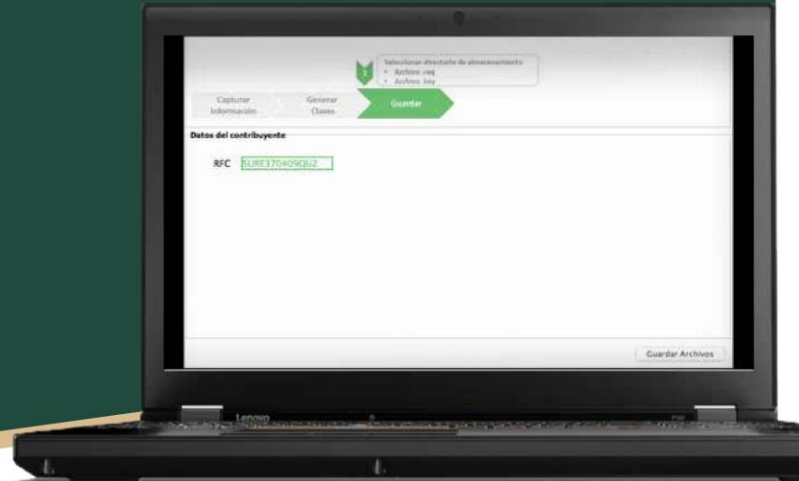 1
Seleccionar directorio de almacenamiento
• Archivo .req
• Archivo .key
Capturar Información
Generar Claves
Guardar
Datos del contribuyente
RFC SURE370409QU2
Guardar Archivos
Lenovo